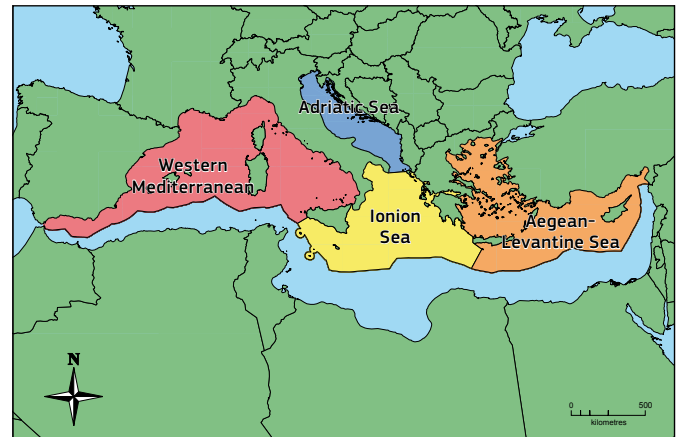 Adriatic Sea
Western
Mediterranean
Ionion
Sea
Aegean-
Levantine Sea
N
0 500
kilometres